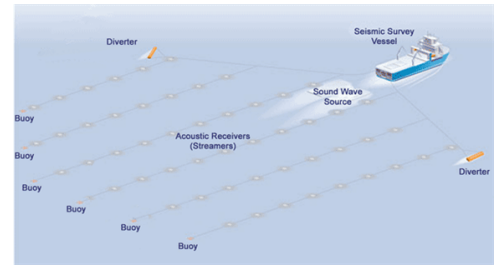 Seismic Survey
Vessel
Diverter
Sound Wave
Source
Buoy
Acoustic Receivers
(Streamers)
Buoy
Diverter
Buoy
Buoy
Buoy
Buoy